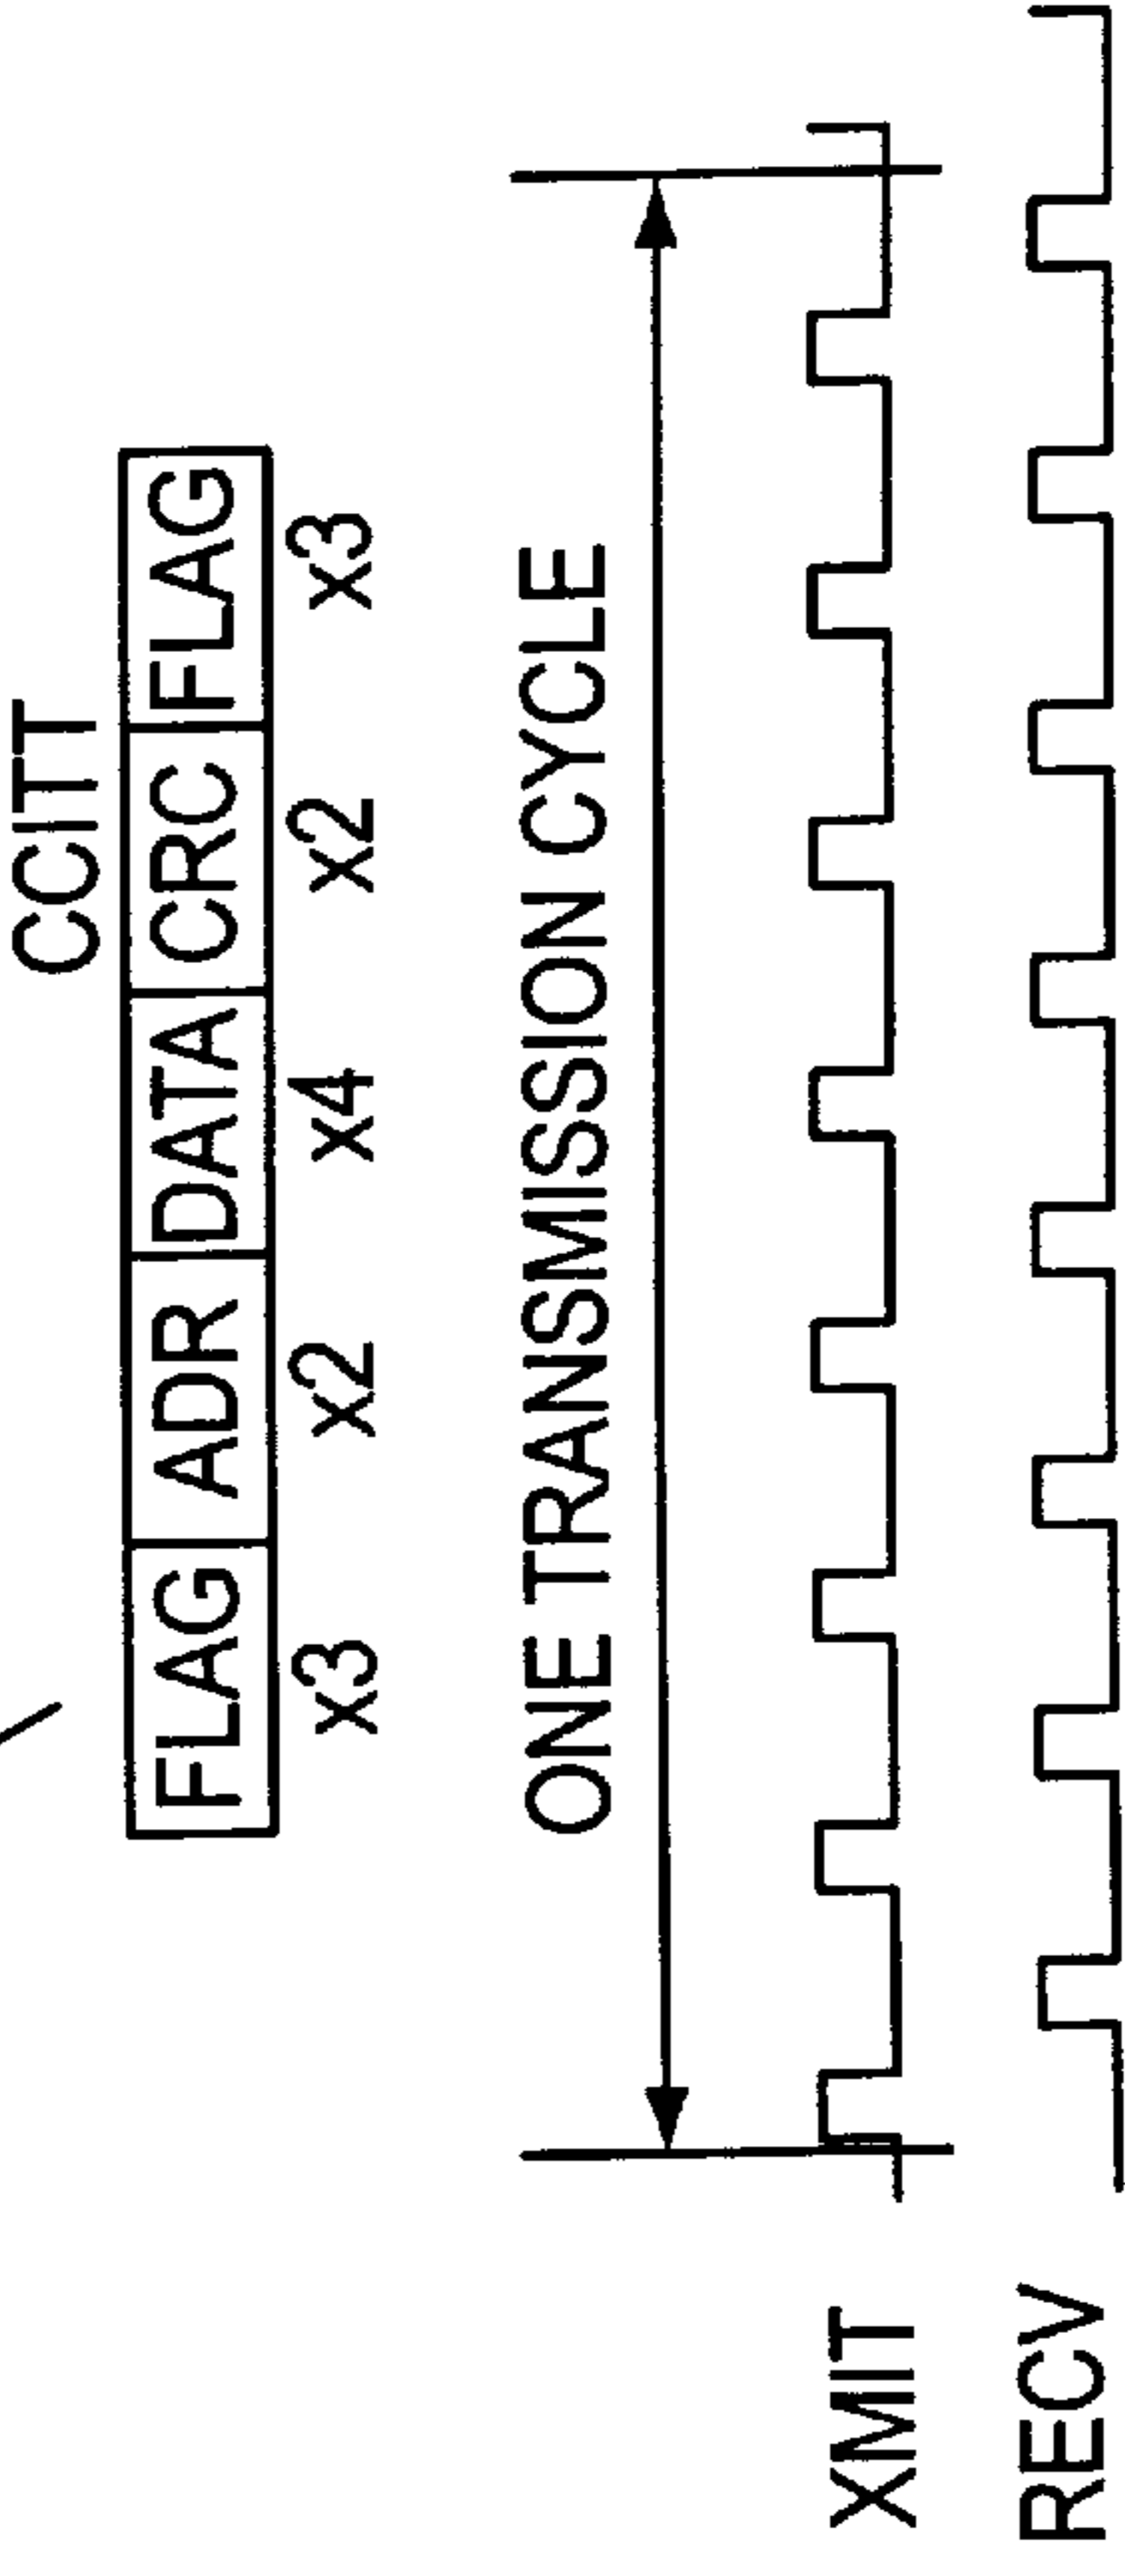 CCITT
FLAG ADR DATA CRC FLAG
x3 x2 x4 x2 x3
ONE TRANSMISSION CYCLE
XMIT
RECV